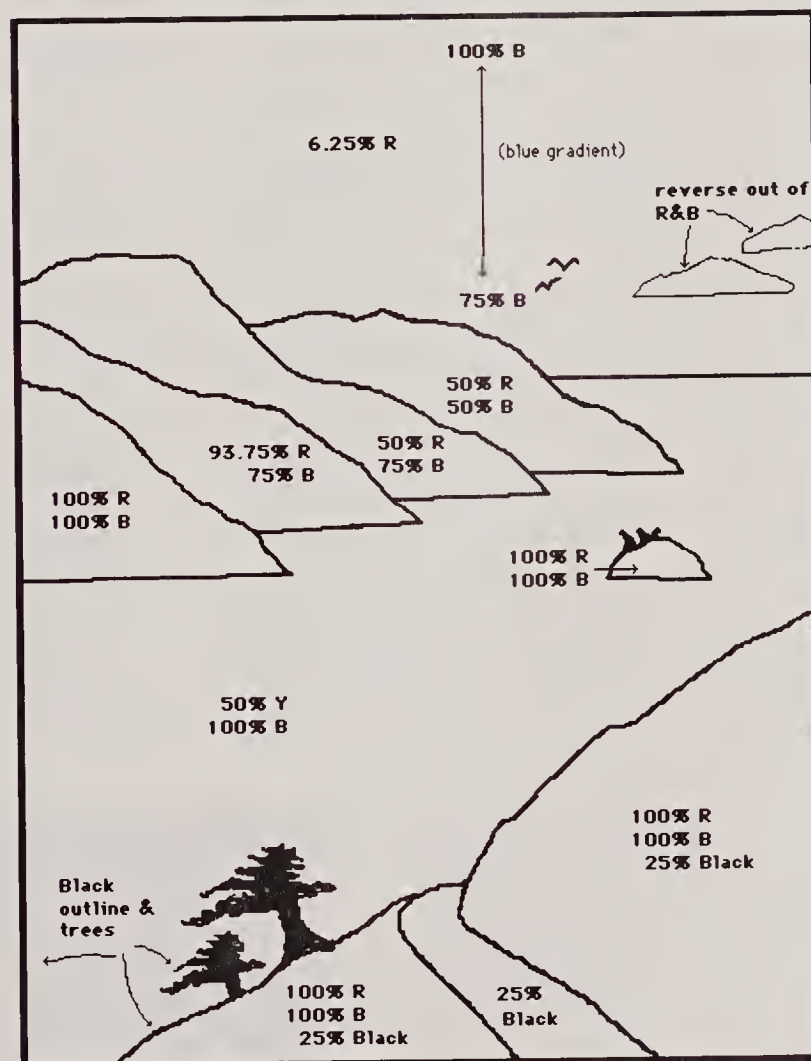 100% B
6.25% R
(blue gradient)
reverse out of
R&B
75% B
50% R
50% B
93.75% R
75% B
50% R
75% B
100% R
100% B
100% R
100% B
50% Y
100% B
100% R
100% B
25% Black
Black
outline &
trees
100% R
100% B
25% Black
25%
Black